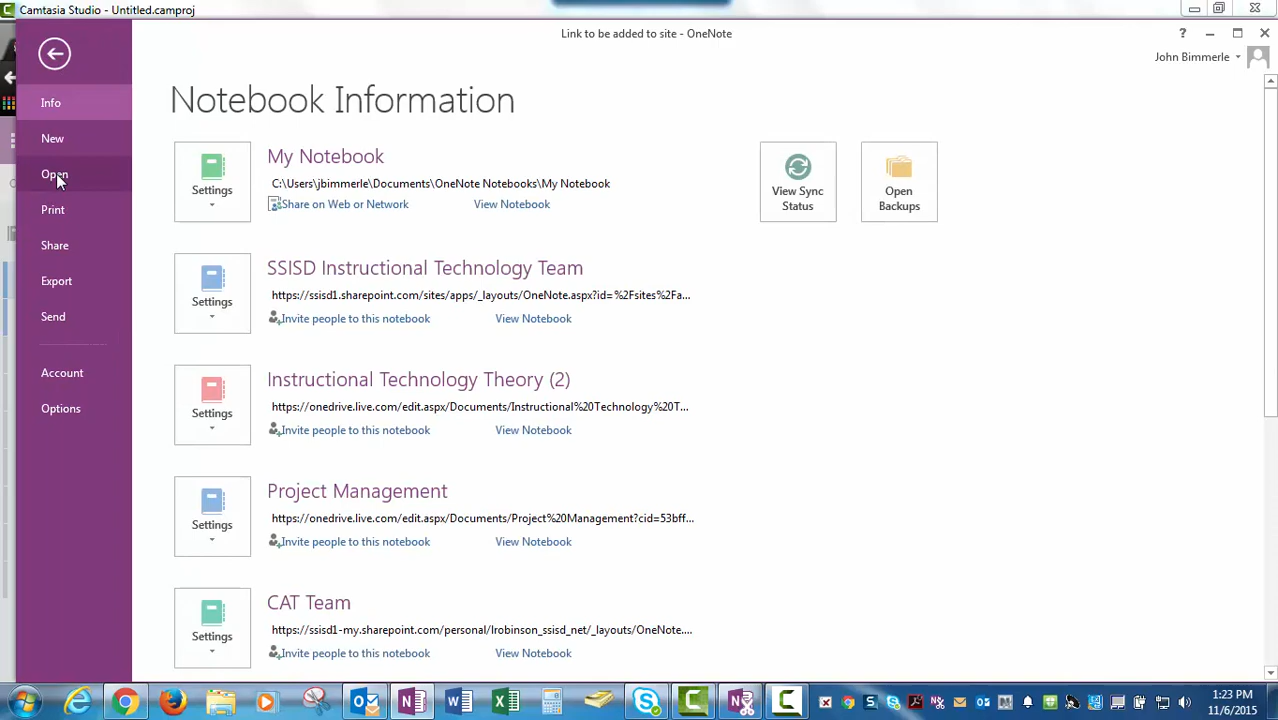 Camtasia Studio - Untitled.camproj
Link to be added to site - OneNote
?
John Bimmerle
Info
New
Open
Print
Share
Export
Send
Account
Options
Notebook Information
Settings
My Notebook
C:\Users\jbimmerle\Documents\OneNote Notebooks\My Notebook
Share on Web or Network View Notebook
View Sync
Status
Open
Backups
Settings
SSISD Instructional Technology Team
https://ssisd1.sharepoint.com/sites/apps/_layouts/OneNote.aspx?id=%2Fsites%2Fa...
Invite people to this notebook View Notebook
Settings
Instructional Technology Theory (2)
https://onedrive.live.com/edit.aspx/Documents/Instructional%20Technology%20T...
Invite people to this notebook View Notebook
Settings
Project Management
https://onedrive.live.com/edit.aspx/Documents/Project%20Management?cid=53bff...
Invite people to this notebook View Notebook
Settings
CAT Team
https://ssisd1-my.sharepoint.com/personal/lrobinson_ssisd_net/_layouts/OneNote....
Invite people to this notebook View Notebook
1:23 PM
11/6/2015